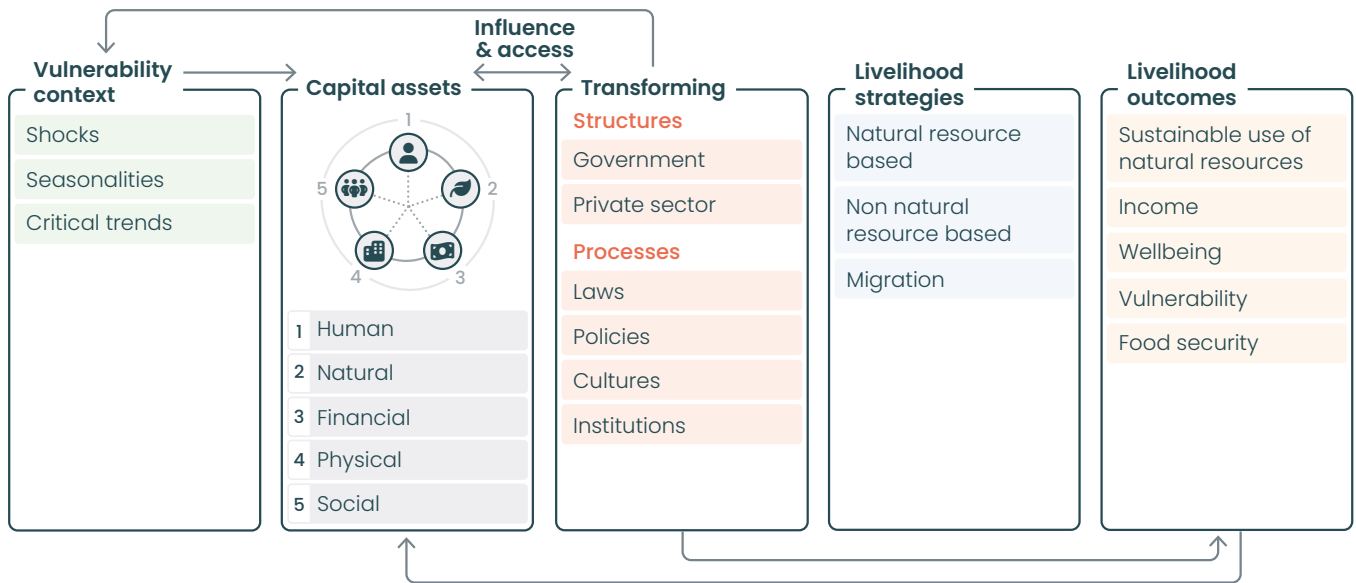 Influence
& access
Vulnerability
context
Shocks
Seasonalities
Critical trends
Capital assets
1
2
3
4
5
1 Human
2 Natural
3 Financial
4 Physical
5 Social
Transforming
Structures
Government
Private sector
Processes
Laws
Policies
Cultures
Institutions
Livelihood
strategies
Natural resource
based
Non natural
resource based
Migration
Livelihood
outcomes
Sustainable use of
natural resources
Income
Wellbeing
Vulnerability
Food security